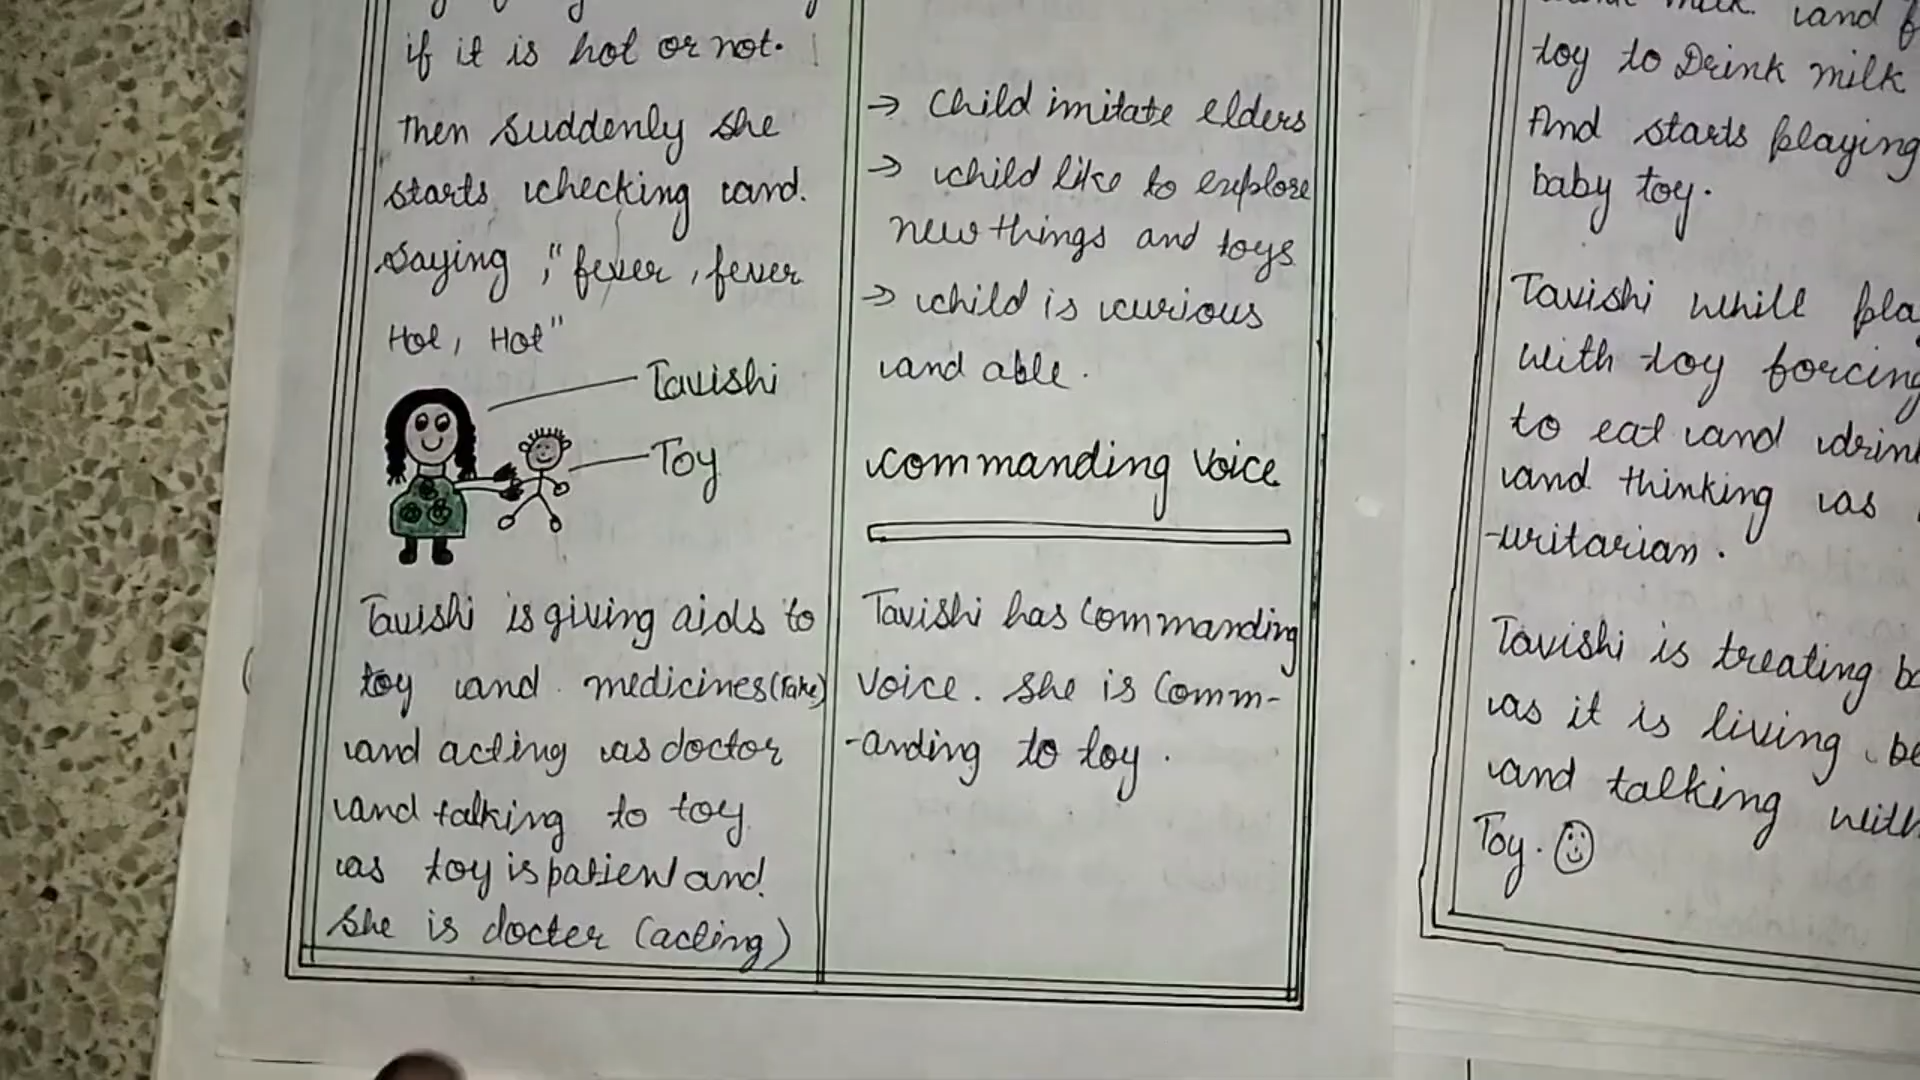 if it is hot or not.
Then suddenly she
starts checking and.
saying ," fever , fever
Hot, Hot"
Tavishi
Toy
Tavishi is giving aids to
toy and medicines(fake)
and acting as doctor
and talking to toy
as toy is patient and
she is docter (acting)
→ Child imitate elders
→ child like to explore
new things and toys
→ child is curious
and able.
commanding voice
Tavishi has commanding
voice. she is comm-
-anding to toy.
milk and
toy to Drink milk
And starts playing
baby toy.
Tavishi while
with toy forcing
to eat and
and thinking as
-uritarian.
Tavishi is treating
as it is living
and talking with
Toy.